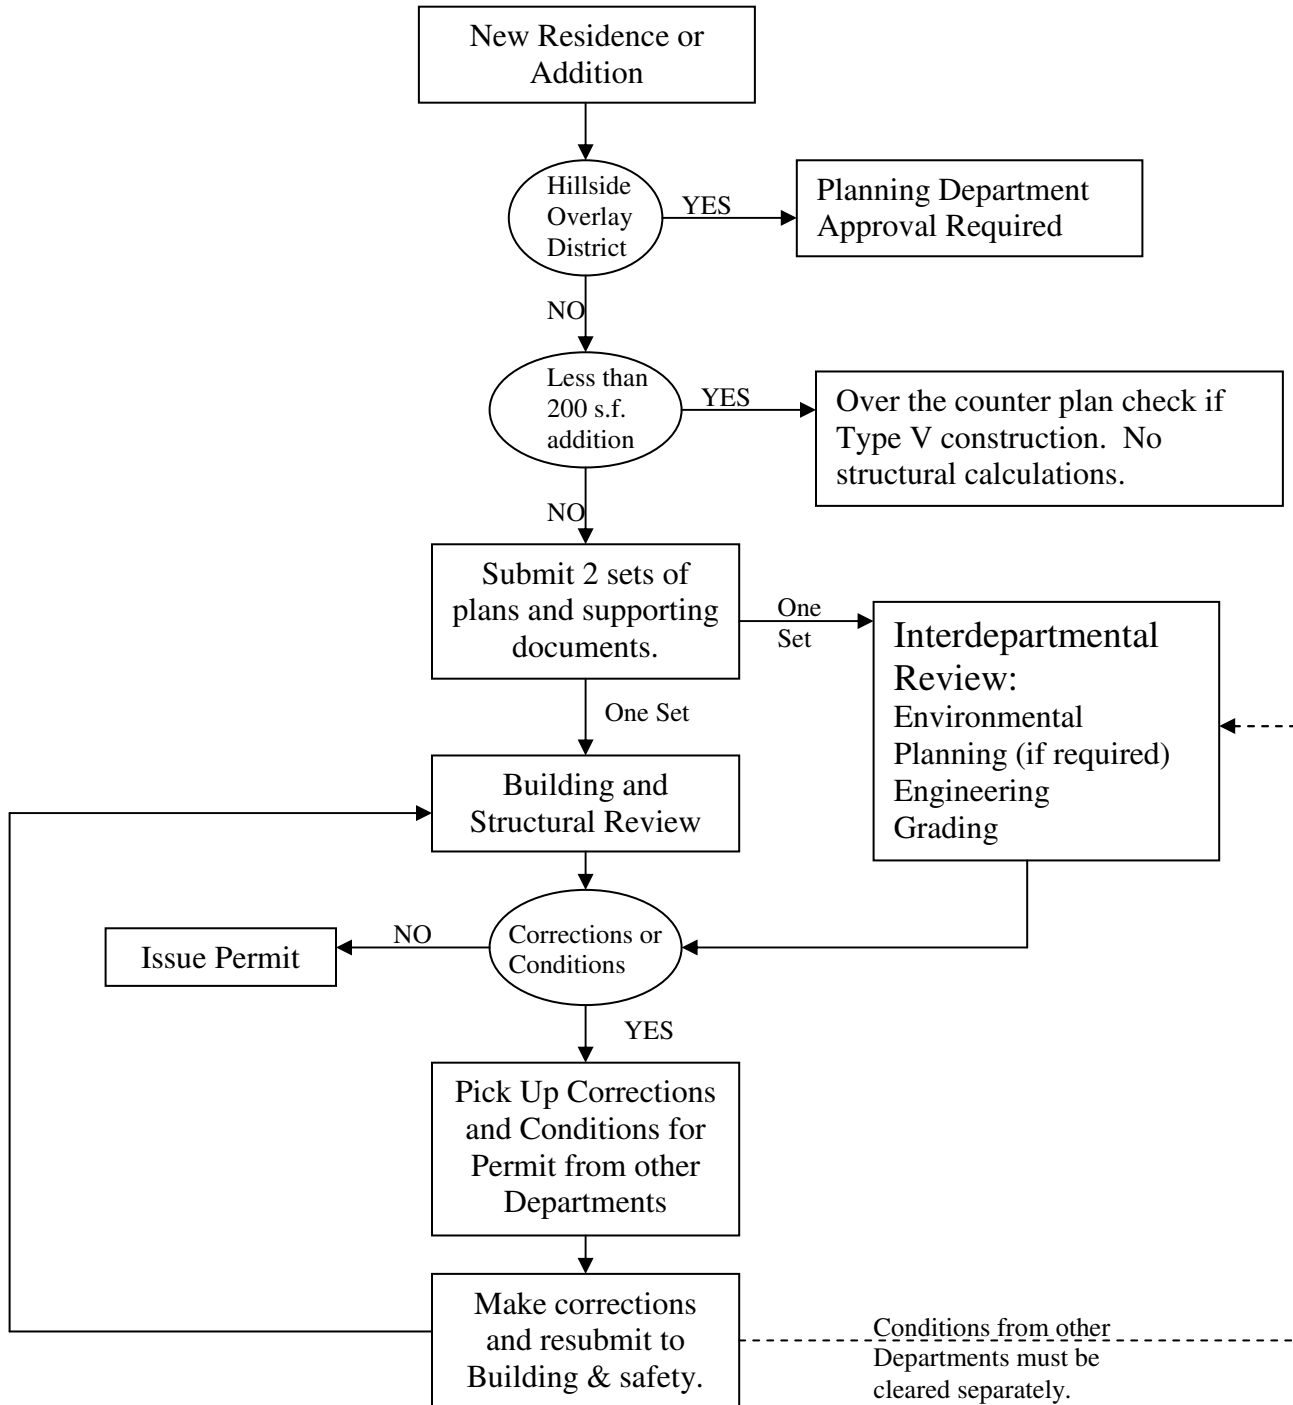 New Residence or
Addition
Hillside
Overlay
District
YES
Planning Department
Approval Required
NO
Less than
200 s.f.
addition
YES
Over the counter plan check if
Type V construction.  No
structural calculations.
NO
Submit 2 sets of
plans and supporting
documents.
One
Set
Interdepartmental
Review:
Environmental
Planning (if required)
Engineering
Grading
One Set
Building and
Structural Review
Corrections or
Conditions
NO
Issue Permit
YES
Pick Up Corrections
and Conditions for
Permit from other
Departments
Make corrections
and resubmit to
Building & safety.
Conditions from other
Departments must be
cleared separately.